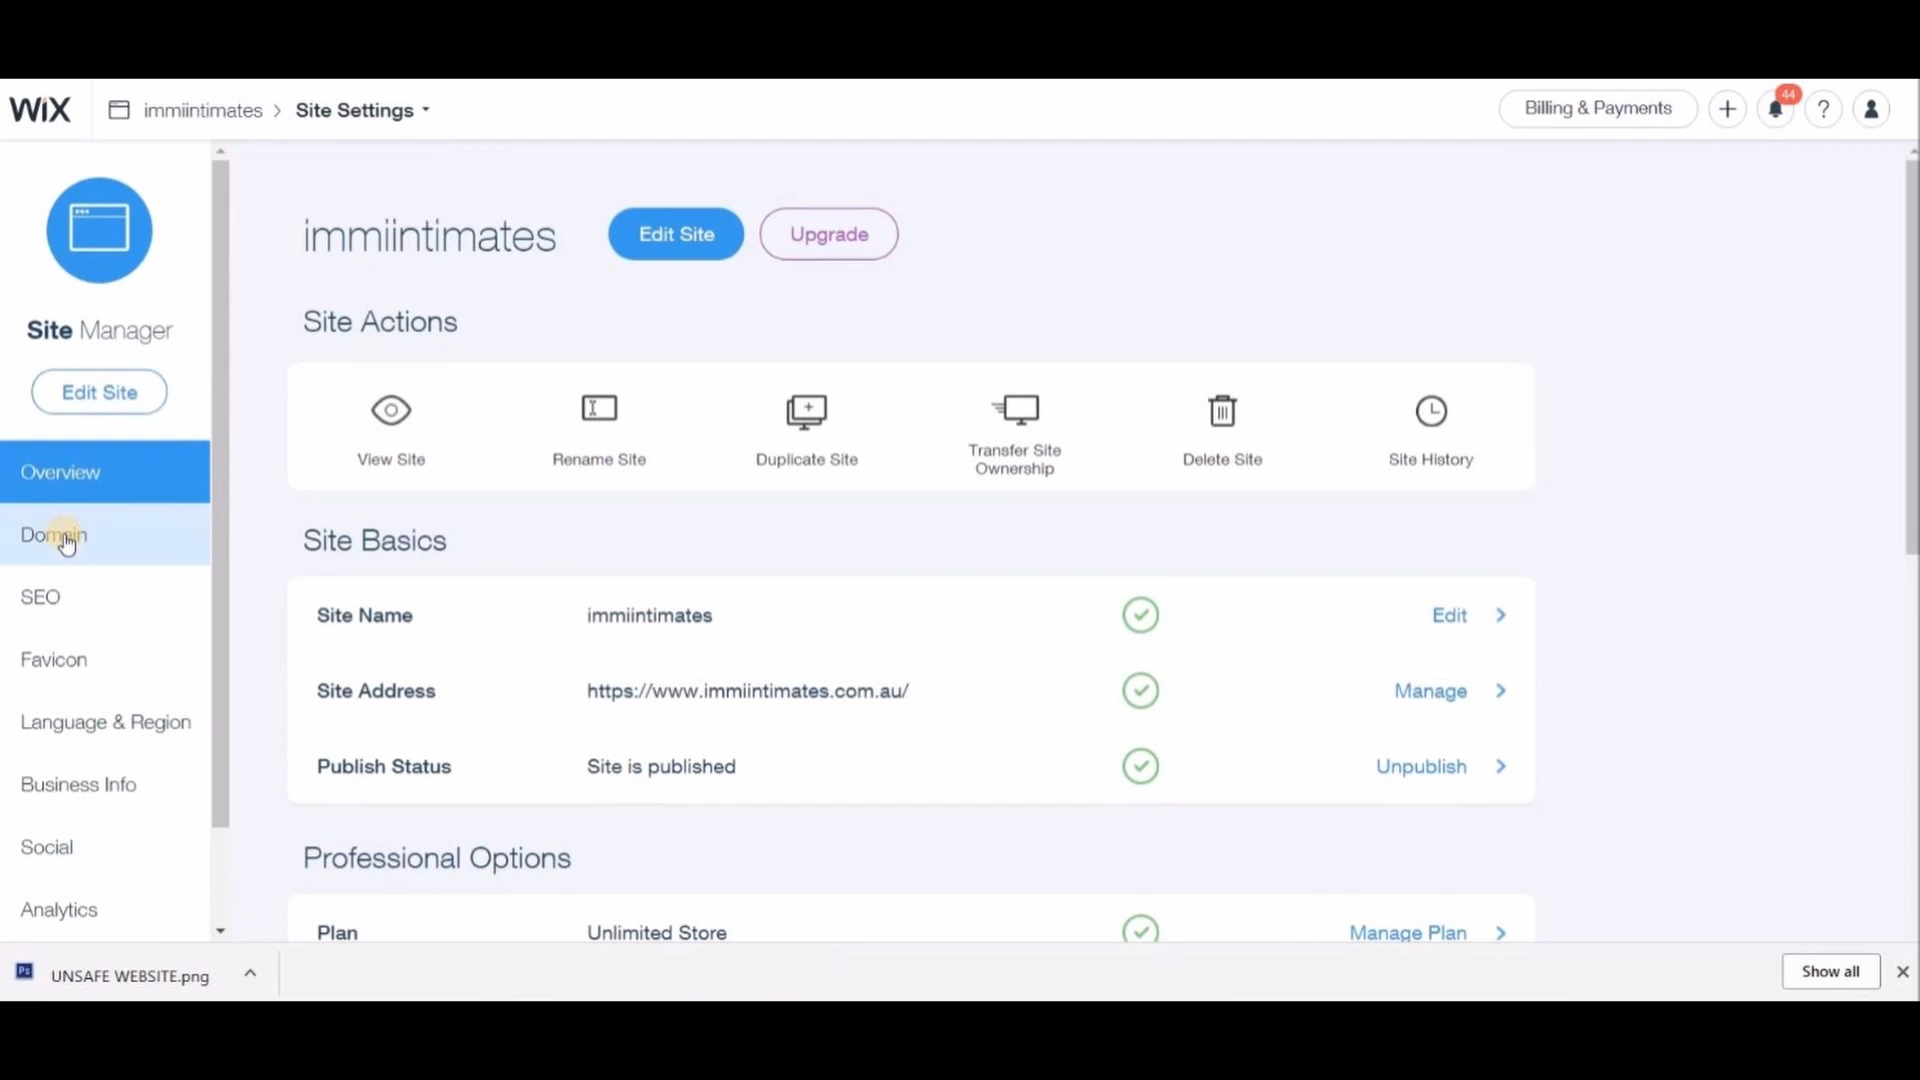 WiX immiintimates > Site Settings Billing & Payments 44 ?
immiintimates Edit Site Upgrade
Site Manager
Edit Site
Overview
Domain
SEO
Favicon
Language & Region
Business Info
Social
Analytics
Site Actions
View Site Rename Site Duplicate Site Transfer Site Ownership Delete Site Site History
Site Basics
Site Name immiintimates Edit
Site Address https://www.immiintimates.com.au/ Manage
Publish Status Site is published Unpublish
Professional Options
Plan Unlimited Store Manage Plan
Ps UNSAFE WEBSITE.png Show all